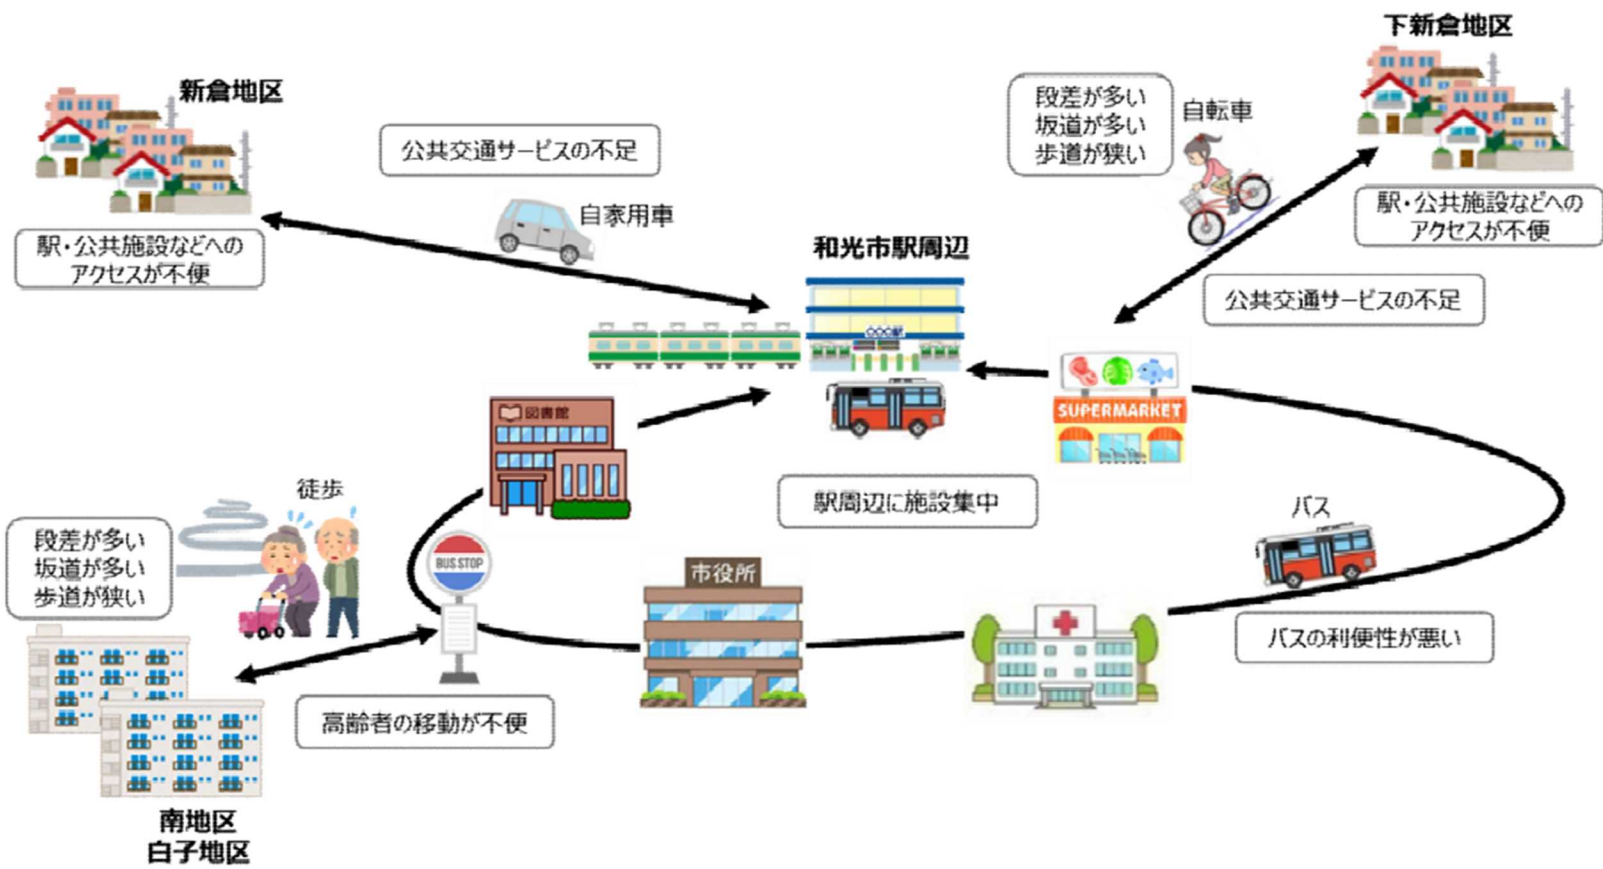 下新倉地区
新倉地区
公共交通サービスの不足
段差が多い
坂道が多い
歩道が狭い
自転車
自家用車
駅・公共施設などへの
アクセスが不便
駅・公共施設などへの
アクセスが不便
和光市駅周辺
公共交通サービスの不足
〇〇〇駅
図書館
SUPERMARKET
駅周辺に施設集中
徒歩
段差が多い
坂道が多い
歩道が狭い
BUS STOP
市役所
バス
バスの利便性が悪い
高齢者の移動が不便
南地区
白子地区